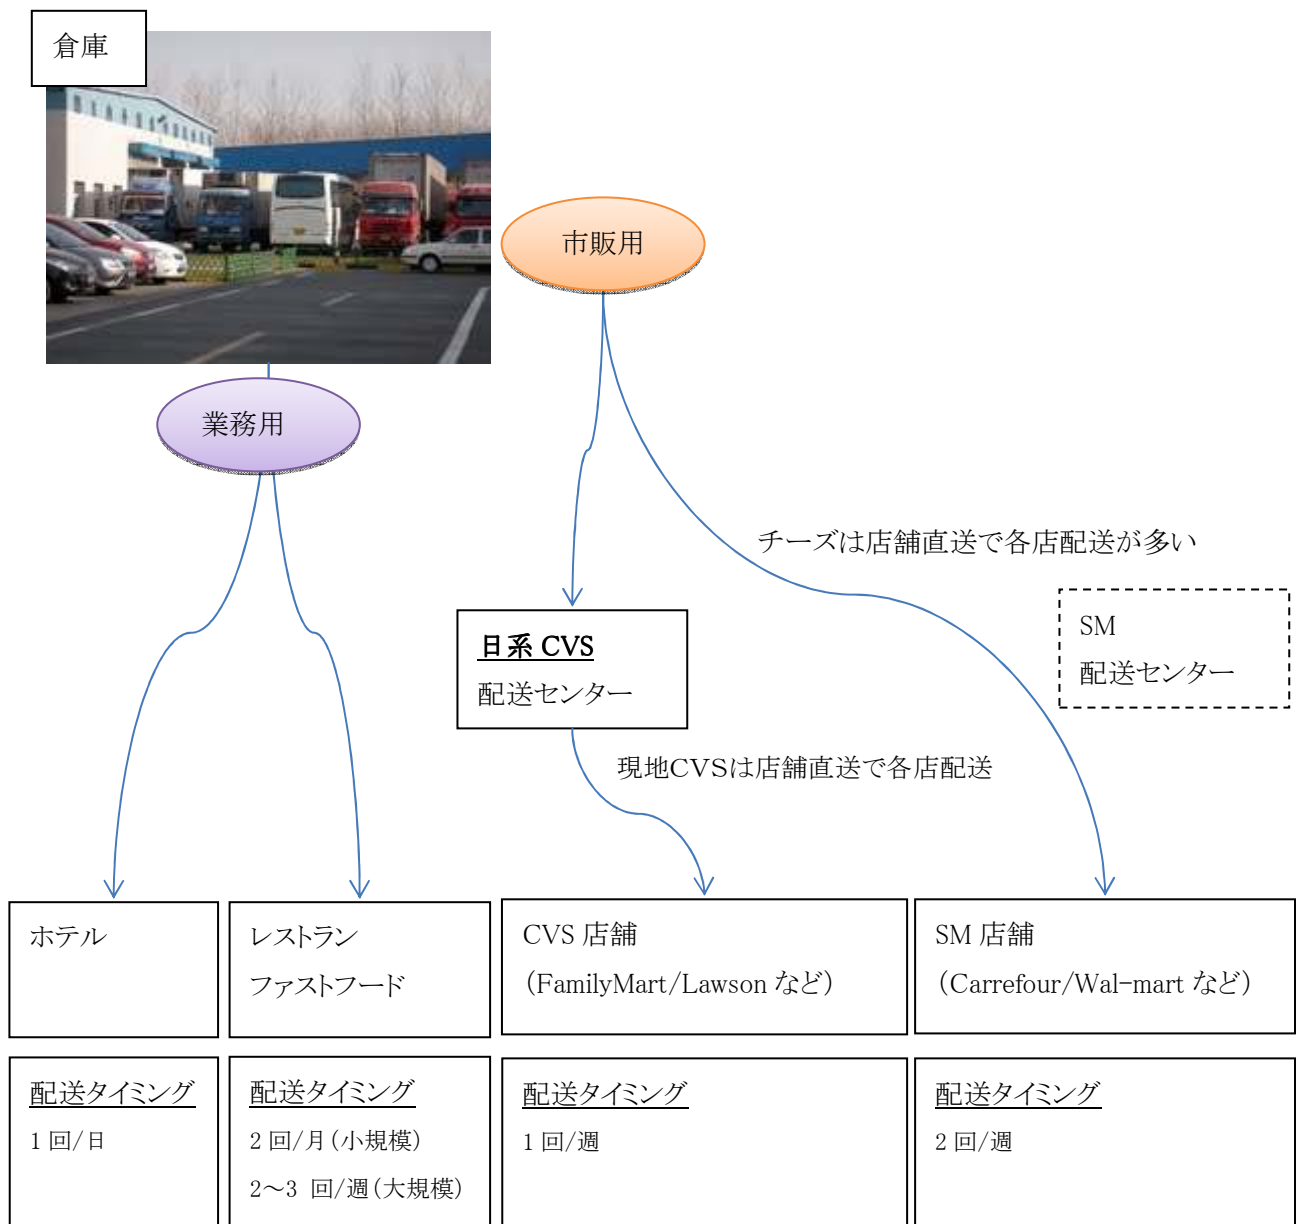 倉庫
市販用
業務用
チーズは店舗直送で各店配送が多い
SM
配送センター
日系 CVS
配送センター
現地CVSは店舗直送で各店配送
ホテル
レストラン
ファストフード
CVS 店舗
（FamilyMart/Lawson など）
SM 店舗
（Carrefour/Wal-mart など）
配送タイミング
1 回/日
配送タイミング
2 回/月（小規模）
2～3 回/週（大規模）
配送タイミング
1 回/週
配送タイミング
2 回/週